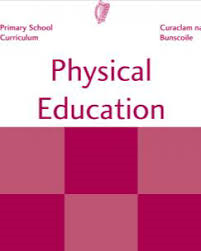 Primary School
Curriculum
Curaclam na
Bunscoile
Physical
Education